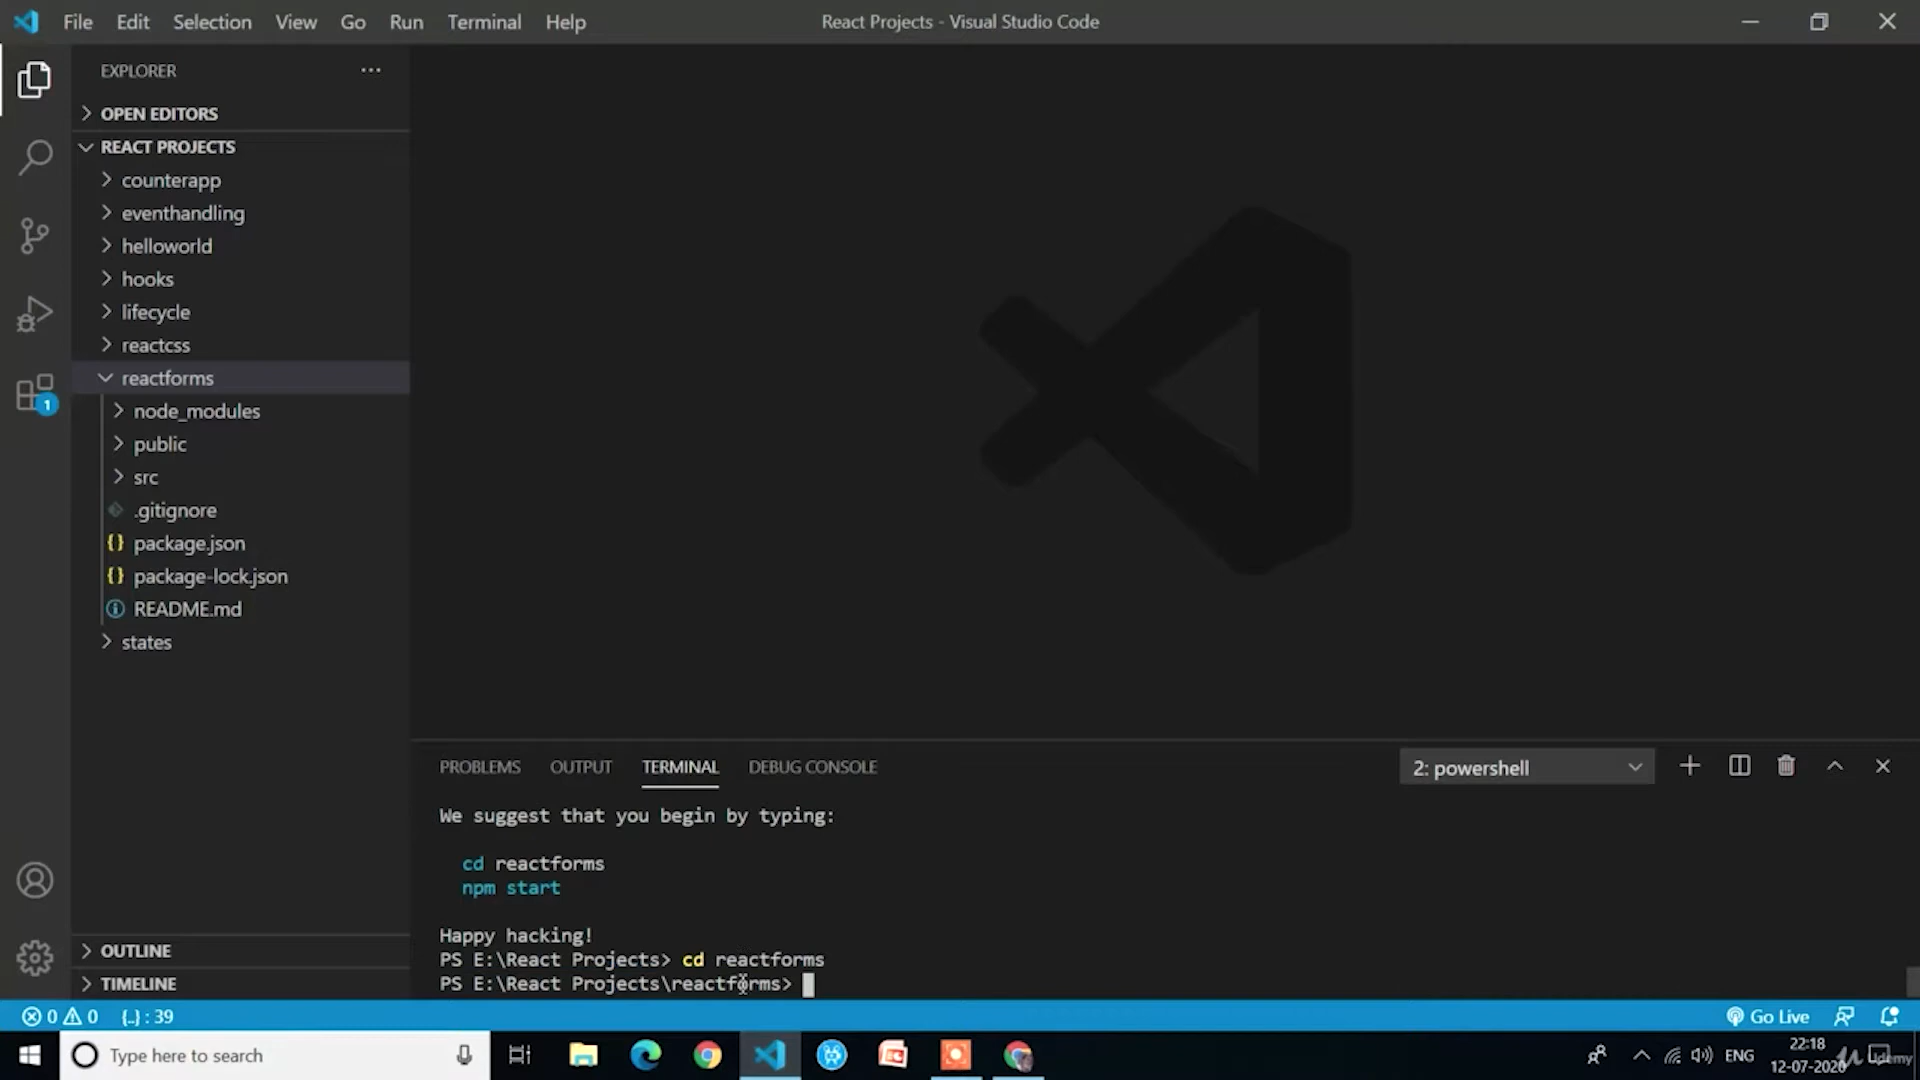 File Edit Selection View Go Run Terminal Help
React Projects - Visual Studio Code
EXPLORER
OPEN EDITORS
REACT PROJECTS
counterapp
eventhandling
helloworld
hooks
lifecycle
reactcss
reactforms
node_modules
public
src
.gitignore
package.json
package-lock.json
README.md
states
1
OUTLINE
TIMELINE
PROBLEMS OUTPUT TERMINAL DEBUG CONSOLE
2: powershell
We suggest that you begin by typing:
cd reactforms
npm start
Happy hacking!
PS E:\React Projects> cd reactforms
PS E:\React Projects\reactforms>
0 0 {..} : 39
Go Live
Type here to search
ENG
22:18
12-07-2020
Udemy